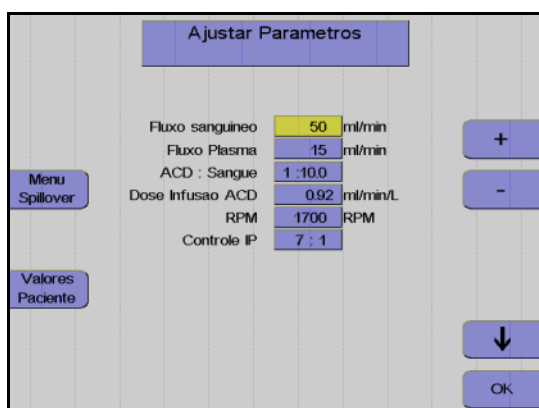 Ajustar Parametros
Fluxo sanguineo 50 ml/min
Fluxo Plasma 15 ml/min
ACD : Sangue 1 :10.0
Dose Infusao ACD 0.92 ml/min/L
RPM 1700 RPM
Controle IP 7 : 1
Menu
Spillover
Valores
Paciente
+
-
↓
OK